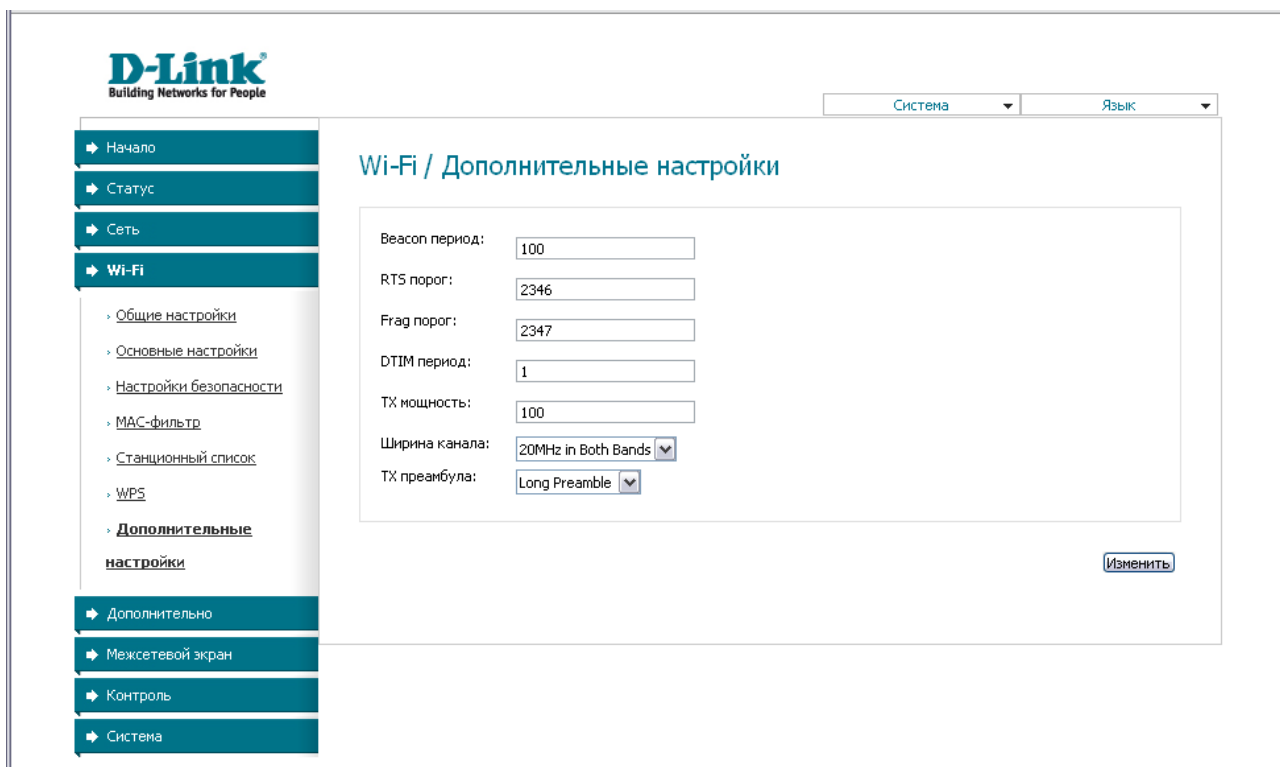 D-Link
Building Networks for People
Система
Язык
Начало
Статус
Сеть
Wi-Fi
Общие настройки
Основные настройки
Настройки безопасности
МАС-фильтр
Станционный список
WPS
Дополнительные
настройки
Дополнительно
Межсетевой экран
Контроль
Система
Wi-Fi / Дополнительные настройки
Beacon период: 100
RTS порог: 2346
Frag порог: 2347
DTIM период: 1
TX мощность: 100
Ширина канала: 20MHz in Both Bands
TX преамбула: Long Preamble
Изменить